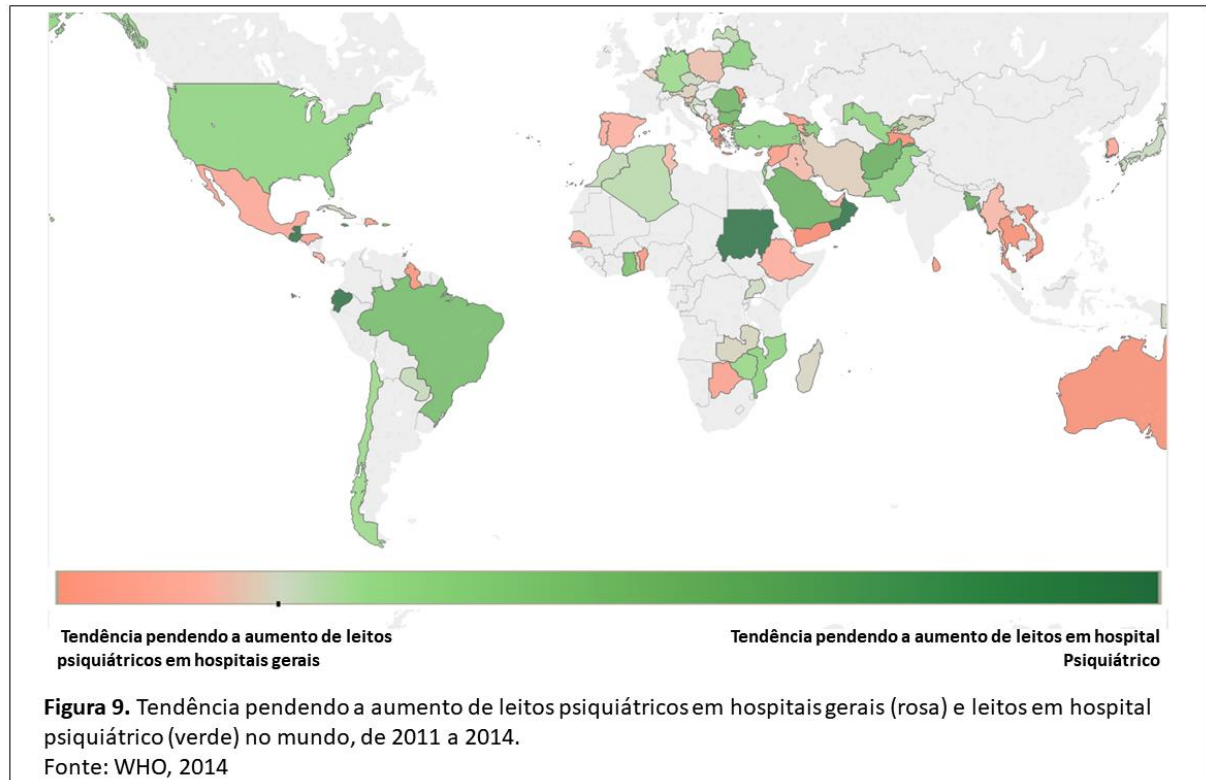 Tendência pendendo a aumento de leitos
psiquiátricos em hospitais gerais
Tendência pendendo a aumento de leitos em hospital
Psiquiátrico
Figura 9. Tendência pendendo a aumento de leitos psiquiátricos em hospitais gerais (rosa) e leitos em hospital
psiquiátrico (verde) no mundo, de 2011 a 2014.
Fonte: WHO, 2014